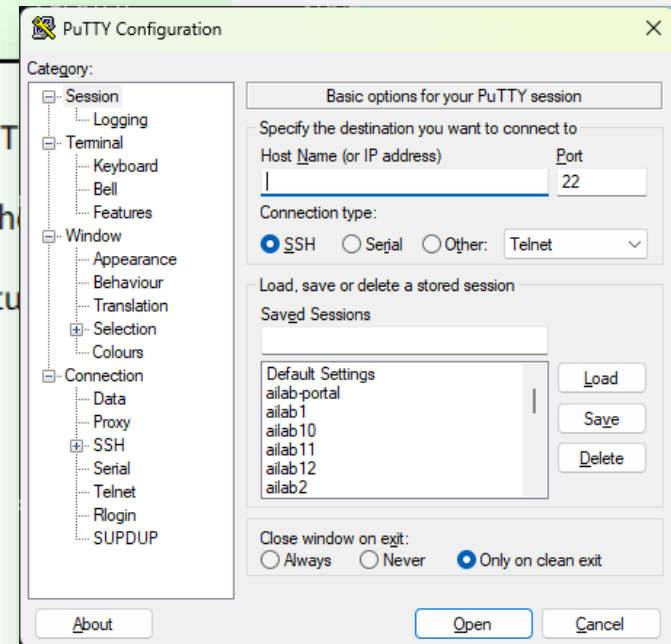 PuTTY Configuration
Category:
Session
Logging
Terminal
Keyboard
Bell
Features
Window
Appearance
Behaviour
Translation
Selection
Colours
Connection
Data
Proxy
SSH
Serial
Telnet
Rlogin
SUPDUP
Basic options for your PuTTY session
Specify the destination you want to connect to
Host Name (or IP address) Port
22
Connection type:
SSH Serial Other: Telnet
Load, save or delete a stored session
Saved Sessions
Default Settings
ailab-portal
ailab1
ailab10
ailab11
ailab12
ailab2
Load
Save
Delete
Close window on exit:
Always Never Only on clean exit
About Open Cancel